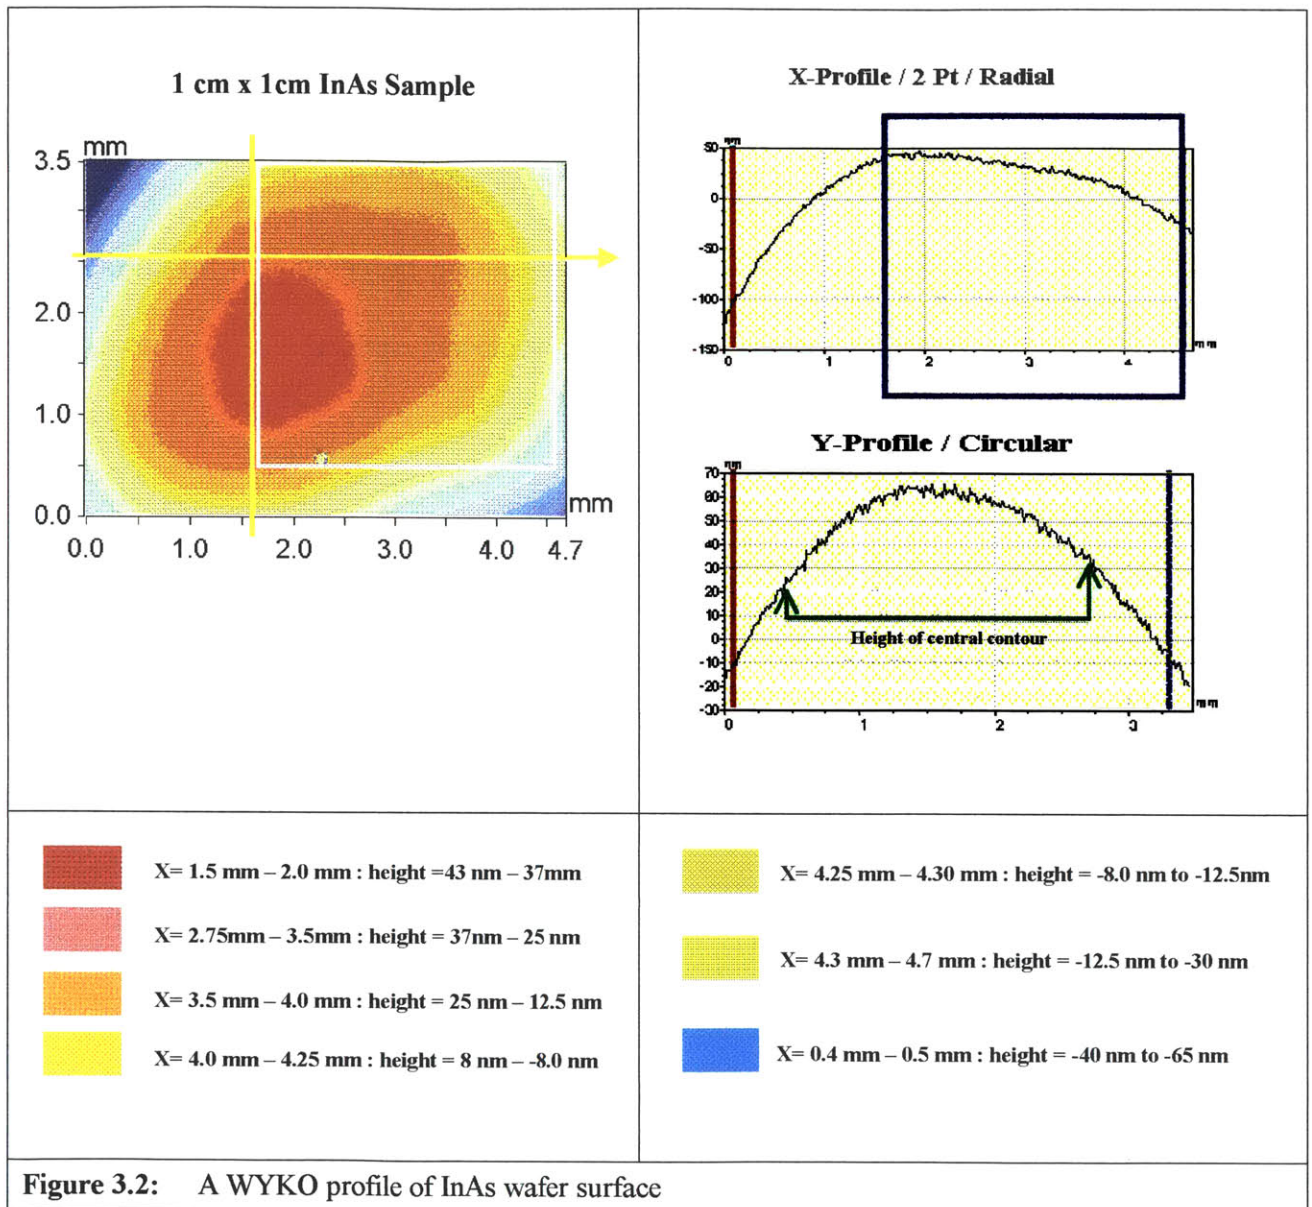 1 cm x 1cm InAs Sample
mm
3.5
2.0
1.0
0.0
mm
0.0 1.0 2.0 3.0 4.0 4.7
X-Profile / 2 Pt / Radial
nm
50
0
-50
-100
-150
0 1 2 3 4
mm
Y-Profile / Circular
nm
70
60
50
40
30
20
10
0
-10
-20
-30
Height of central contour
mm
0 1 2 3
X= 1.5 mm – 2.0 mm : height =43 nm – 37mm
X= 2.75mm – 3.5mm : height = 37nm – 25 nm
X= 3.5 mm – 4.0 mm : height = 25 nm – 12.5 nm
X= 4.0 mm – 4.25 mm : height = 8 nm – -8.0 nm
X= 4.25 mm – 4.30 mm : height = -8.0 nm to -12.5nm
X= 4.3 mm – 4.7 mm : height = -12.5 nm to -30 nm
X= 0.4 mm – 0.5 mm : height = -40 nm to -65 nm
Figure 3.2: A WYKO profile of InAs wafer surface